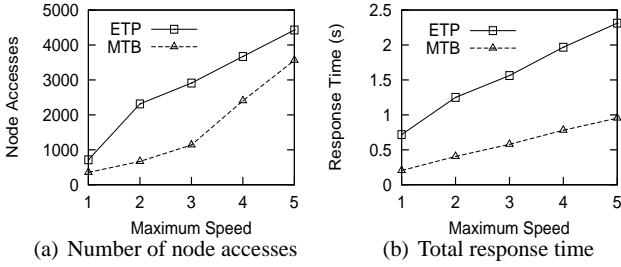 5000
4000
3000
2000
1000
0
1 2 3 4 5
Node Accesses
Maximum Speed
ETP
MTB
(a) Number of node accesses
2.5
2
1.5
1
0.5
0
1 2 3 4 5
Response Time (s)
Maximum Speed
ETP
MTB
(b) Total response time